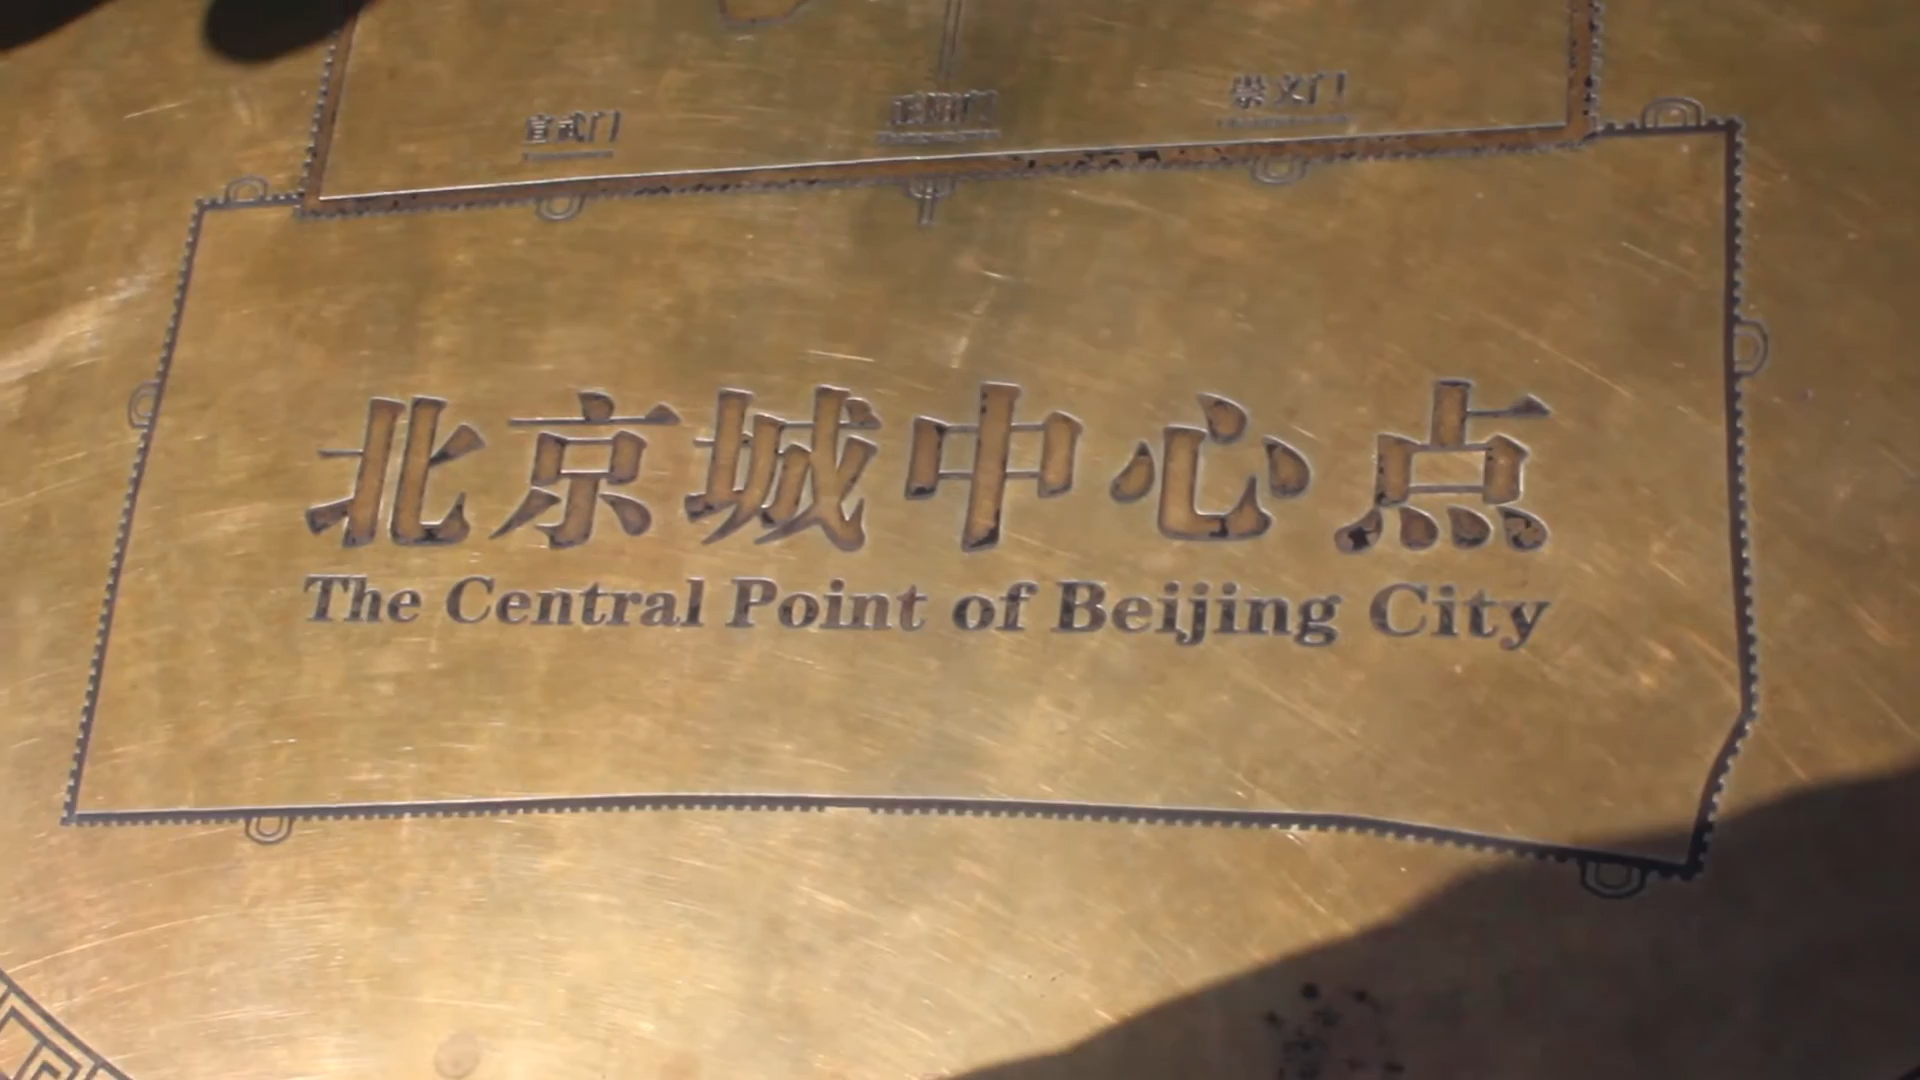 宣武门 正阳门 崇文门
北京城中心点
The Central Point of Beijing City